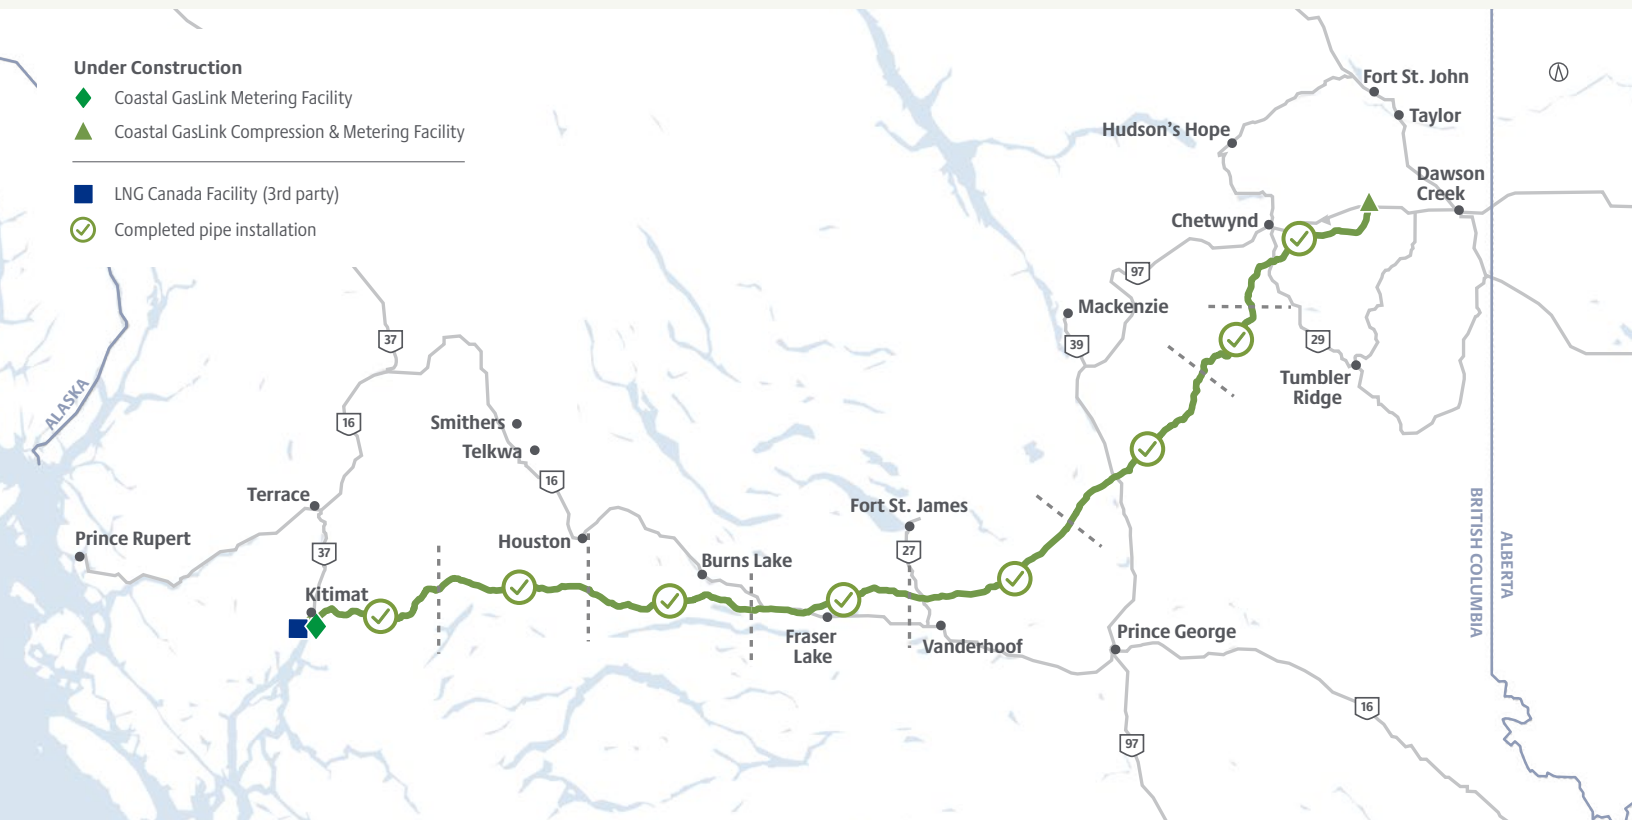 Under Construction
Coastal GasLink Metering Facility
Coastal GasLink Compression & Metering Facility
LNG Canada Facility (3rd party)
Completed pipe installation
Fort St. John
Taylor
Hudson's Hope
Dawson
Creek
Chetwynd
97
Mackenzie
39
29
Tumbler
Ridge
37
ALASKA
16
Smithers
Telkwa
16
Terrace
Fort St. James
Prince Rupert
Houston
37
27
Burns Lake
Kitimat
BRITISH COLUMBIA
ALBERTA
Fraser
Lake
Vanderhoof
Prince George
16
97